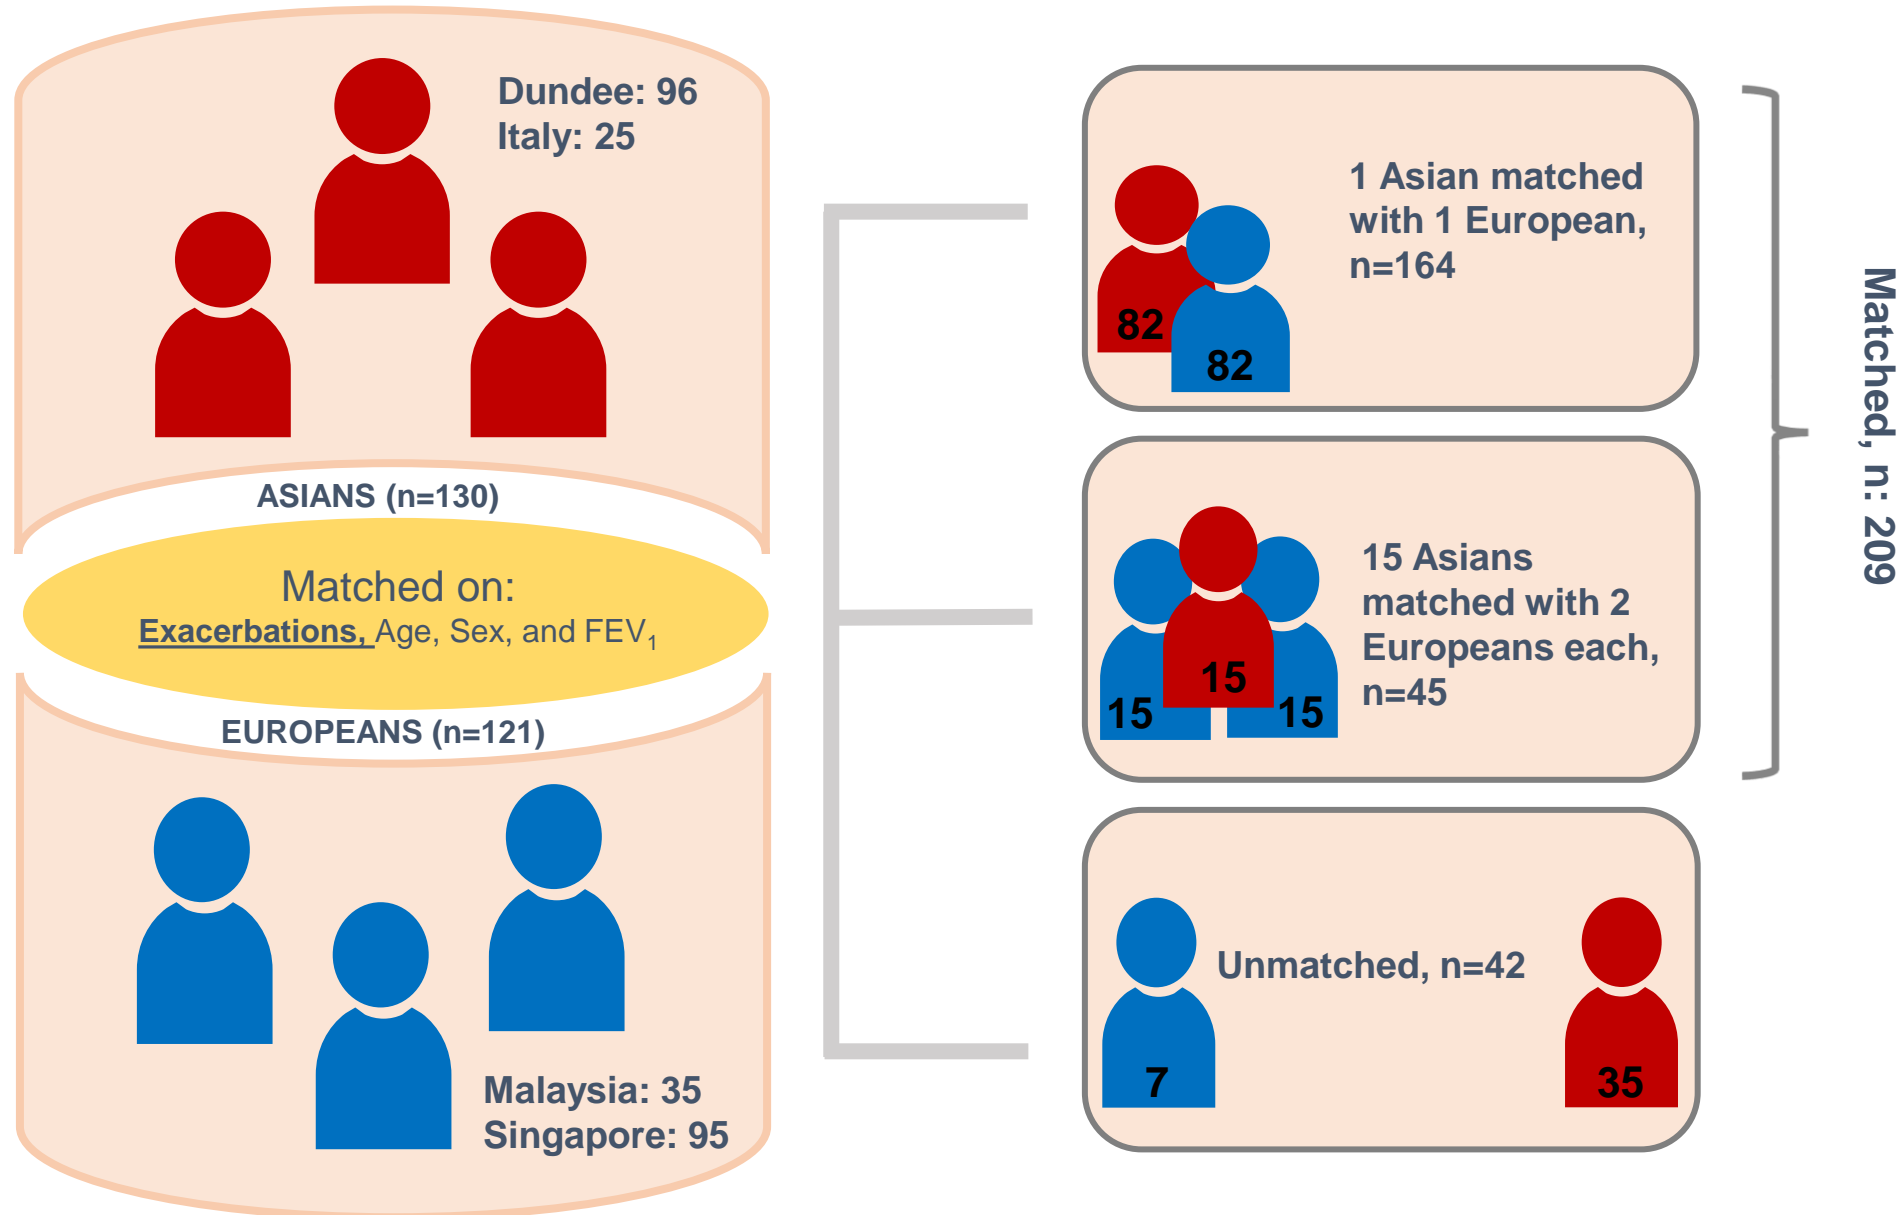 Dundee: 96
Italy: 25
ASIANS (n=130)
Matched on:
Exacerbations, Age, Sex, and FEV₁
EUROPEANS (n=121)
Malaysia: 35
Singapore: 95
1 Asian matched
with 1 European,
n=164
82
82
15 Asians
matched with 2
Europeans each,
n=45
15
15
15
Unmatched, n=42
7
35
Matched, n: 209